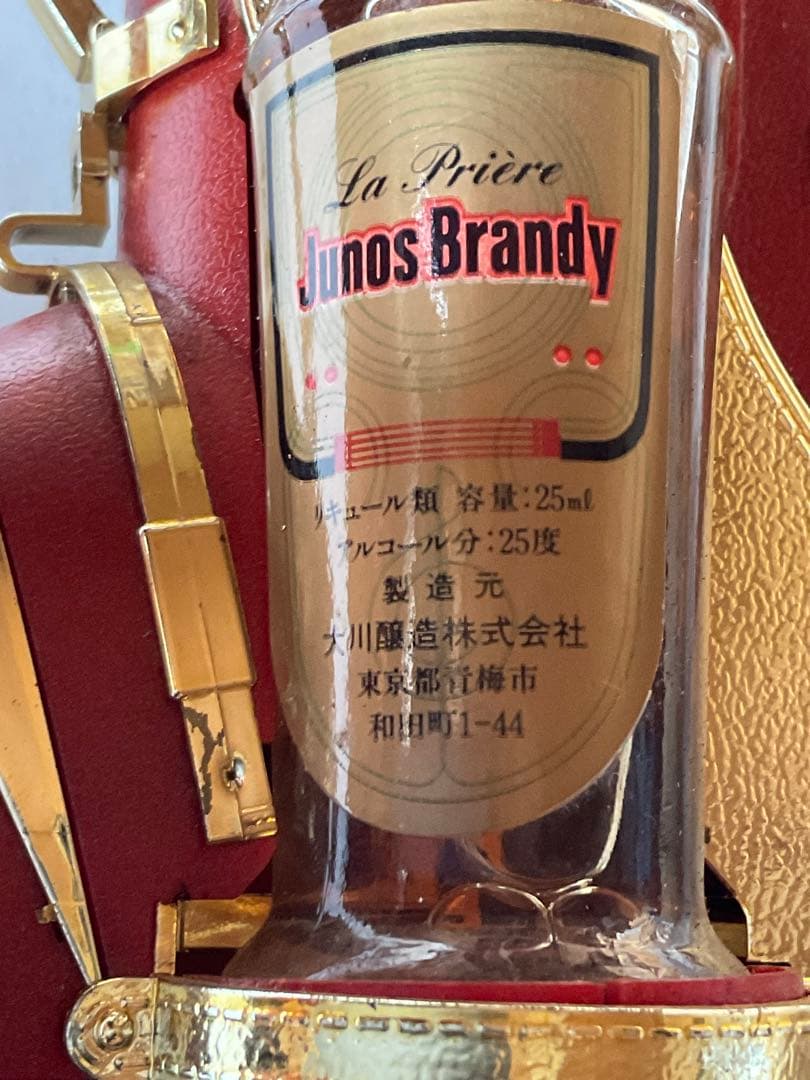 La Prière
Junos Brandy
リキュール類 容量:25ml
アルコール分:25度
製造元
大川醸造株式会社
東京都青梅市
和田町1-44